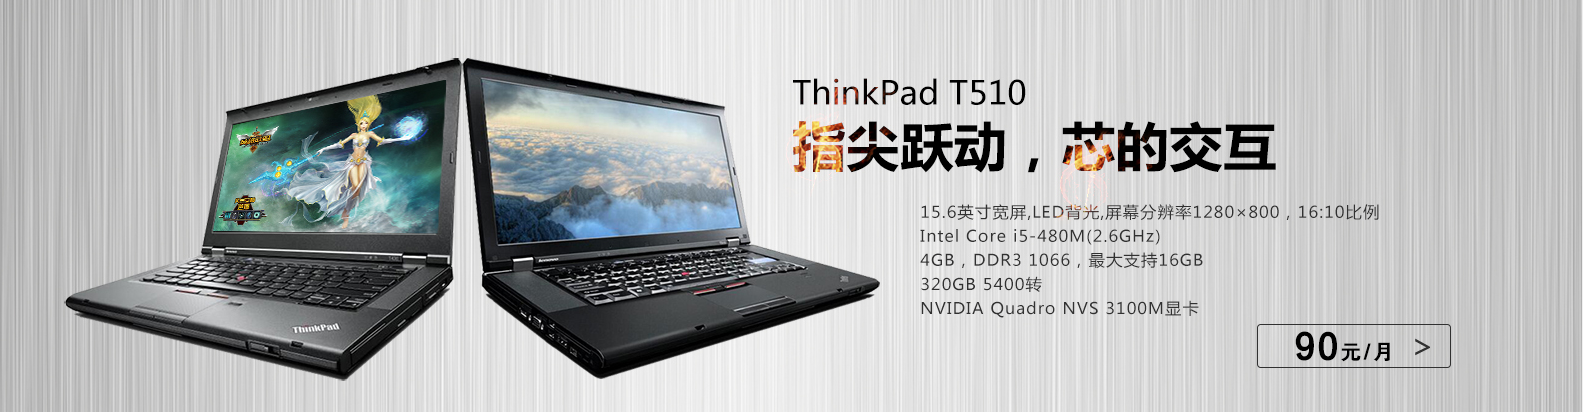 ThinkPad T510
指尖跃动，芯的交互
15.6英寸宽屏,LED背光,屏幕分辨率1280×800，16:10比例
Intel Core i5-480M(2.6GHz)
4GB，DDR3 1066，最大支持16GB
320GB 5400转
NVIDIA Quadro NVS 3100M显卡
90元/月 >
ThinkPad